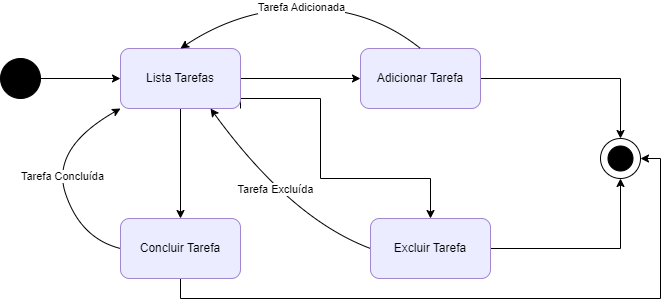 Tarefa Adicionada
Lista Tarefas
Adicionar Tarefa
Tarefa Concluída
Tarefa Excluída
Concluir Tarefa
Excluir Tarefa